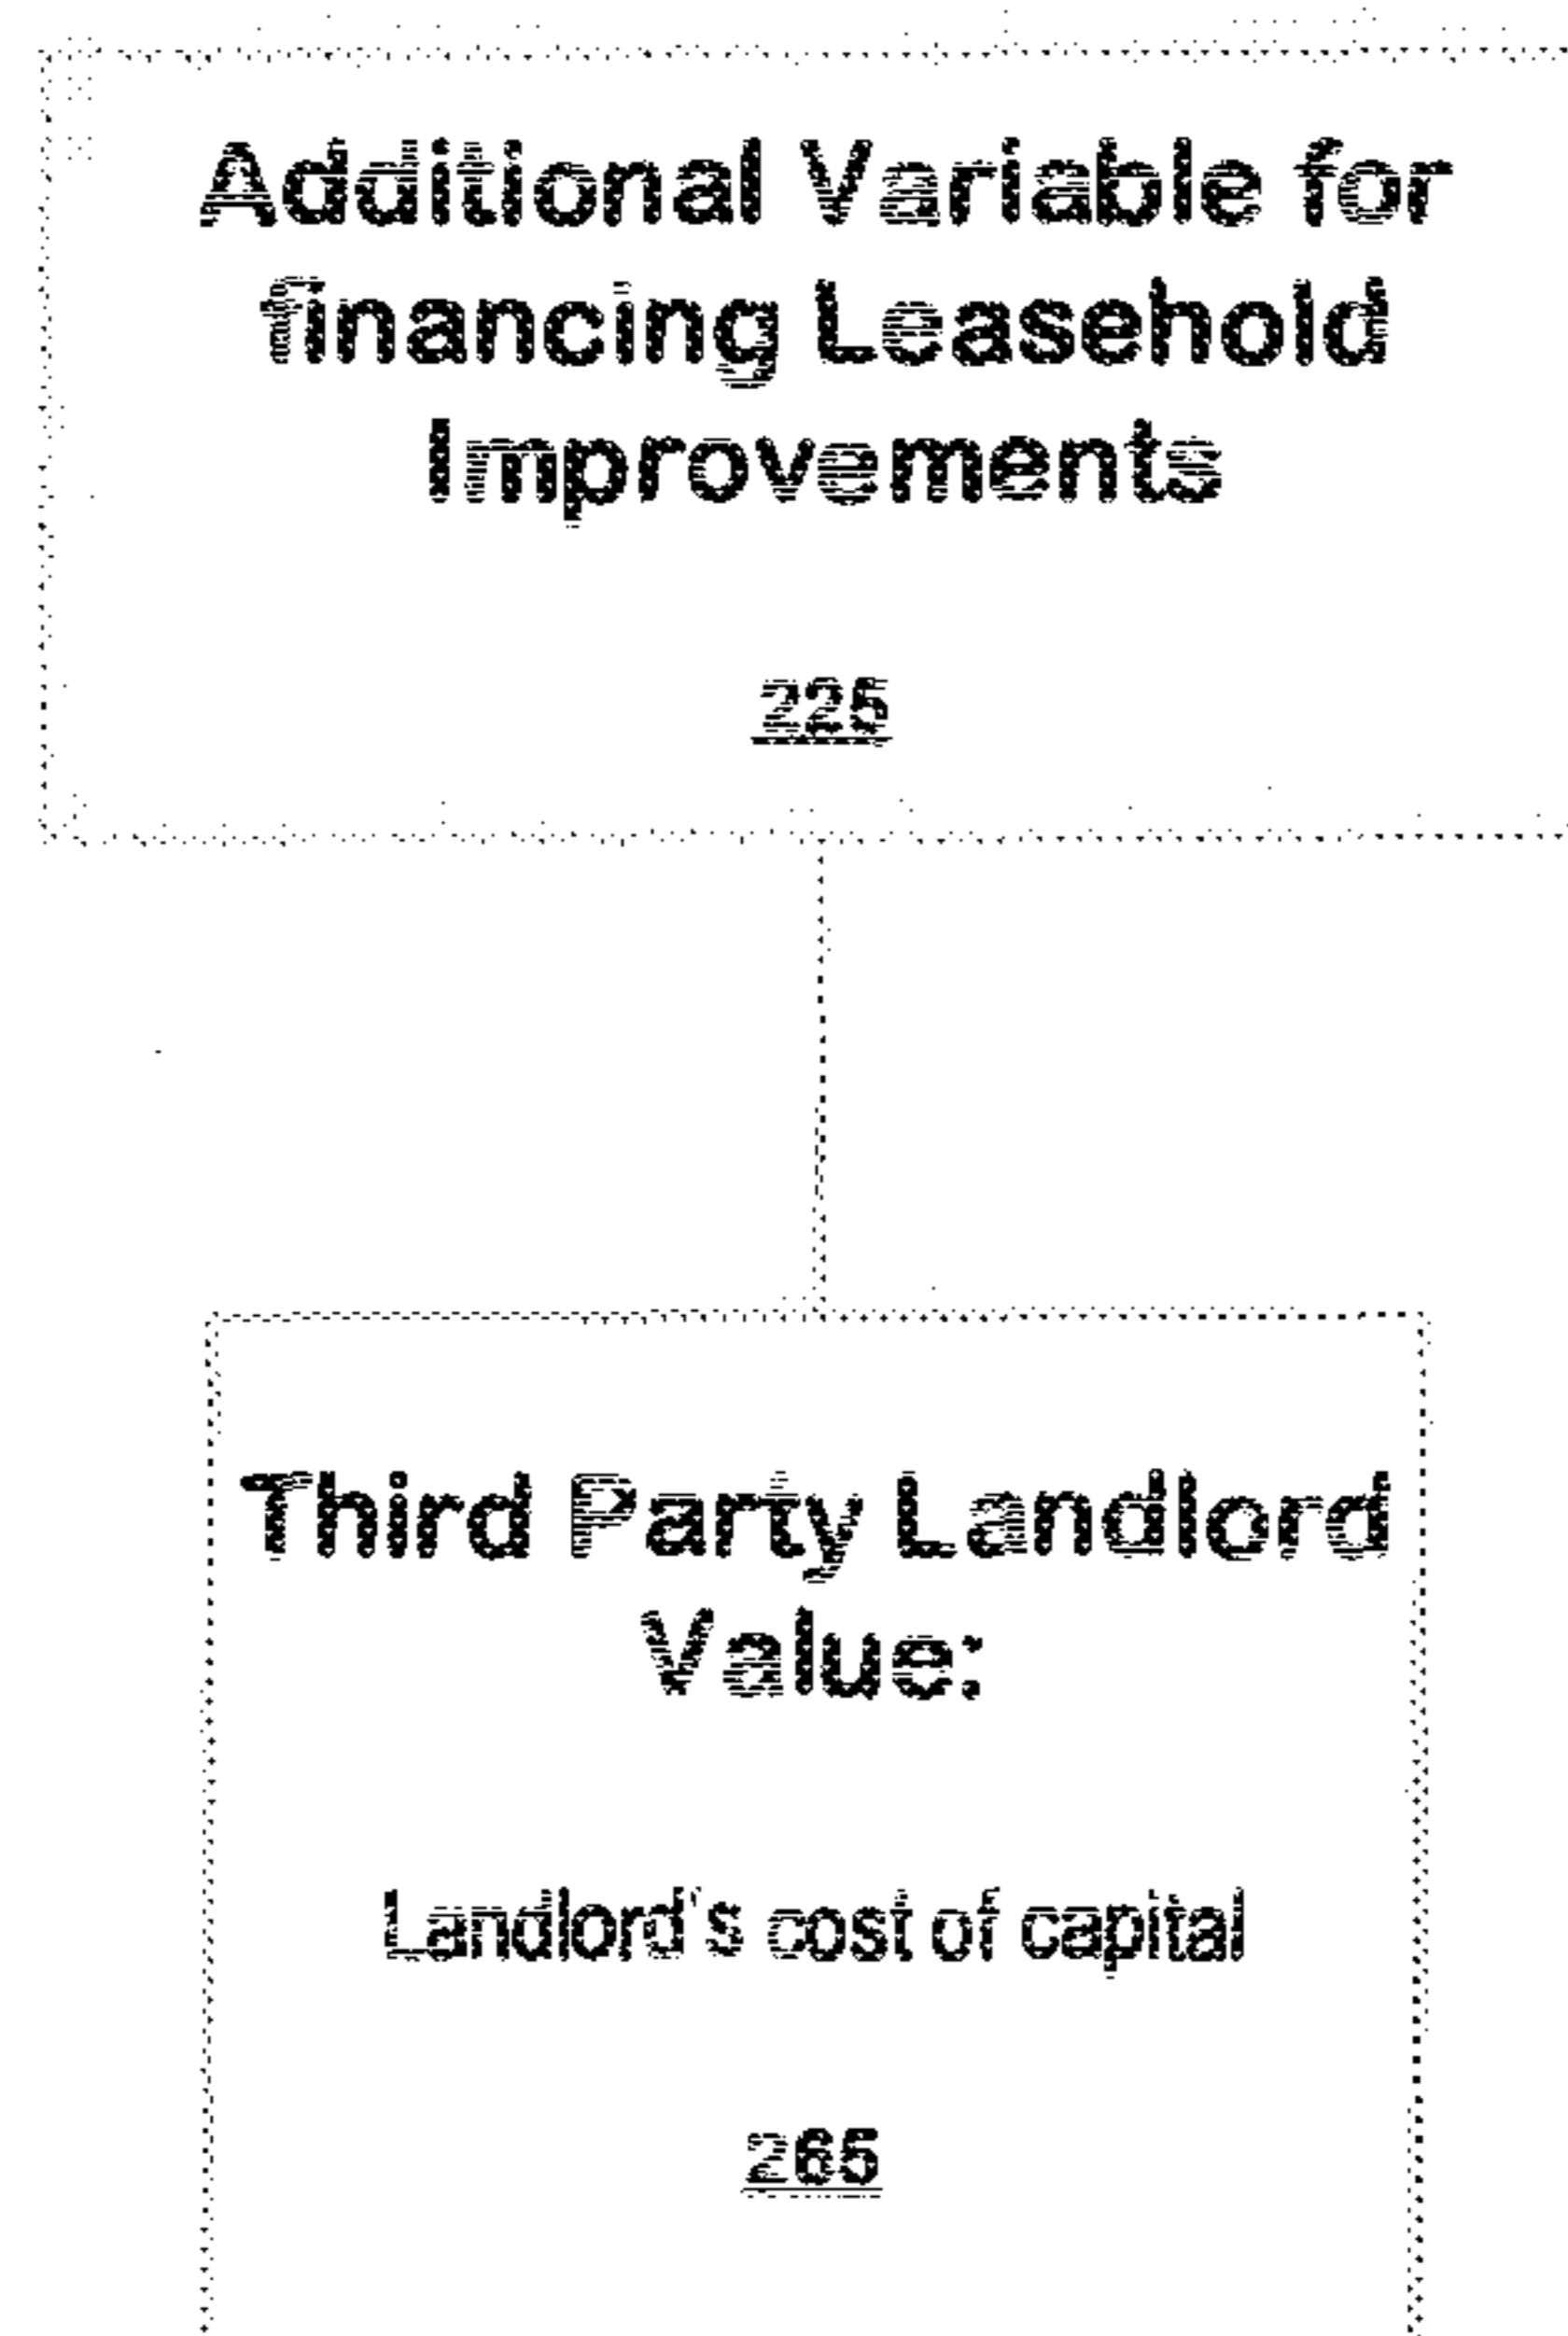 Additional Variable for
financing Leasehold
Improvements
225
Third Party Landlord
Value:
Landlord's cost of capital
265